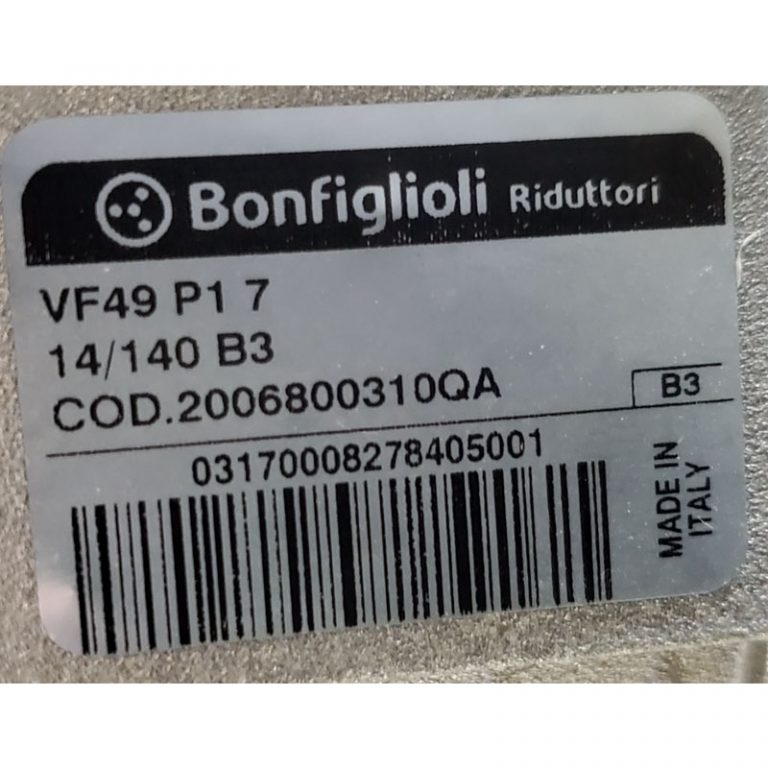 Bonfiglioli Riduttori
VF49 P1 7
14/140 B3
COD.2006800310QA
B3
03170008278405001
MADE IN
ITALY